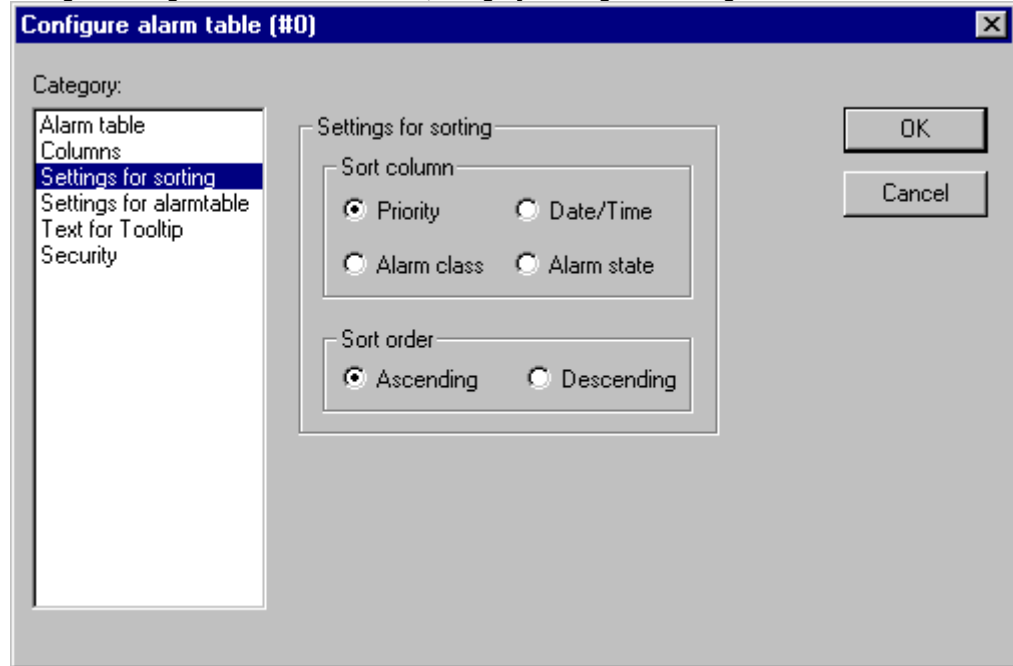 Configure alarm table (#0)
Category:
Alarm table
Columns
Settings for sorting
Settings for alarmtable
Text for Tooltip
Security
Settings for sorting
Sort column
Priority
Date/Time
Alarm class
Alarm state
Sort order
Ascending
Descending
OK
Cancel